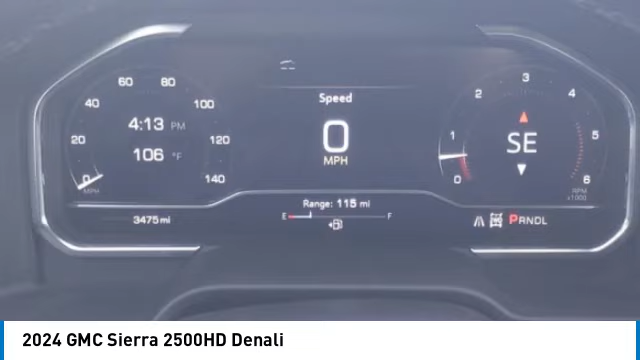 60 80
40 100
20 120
0 140
MPH
4:13 PM
106 °F
3475 mi
Speed
0
MPH
Range: 115 mi
E F
3
2 4
1 5
0 6
SE
RPM
x1000
PRNDL
2024 GMC Sierra 2500HD Denali